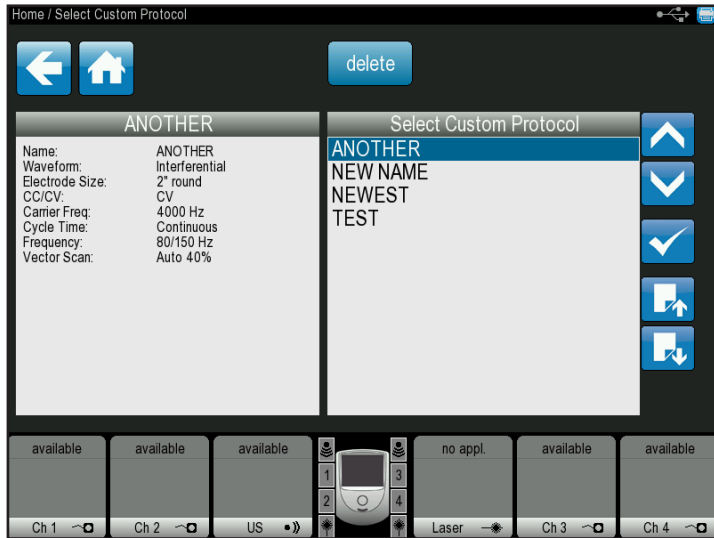 Home / Select Custom Protocol
delete
ANOTHER
Name: ANOTHER
Waveform: Interferential
Electrode Size: 2" round
CC/CV: CV
Carrier Freq: 4000 Hz
Cycle Time: Continuous
Frequency: 80/150 Hz
Vector Scan: Auto 40%
Select Custom Protocol
ANOTHER
NEW NAME
NEWEST
TEST
available
Ch 1
available
Ch 2
available
US
1
2
3
4
no appl.
Laser
available
Ch 3
available
Ch 4